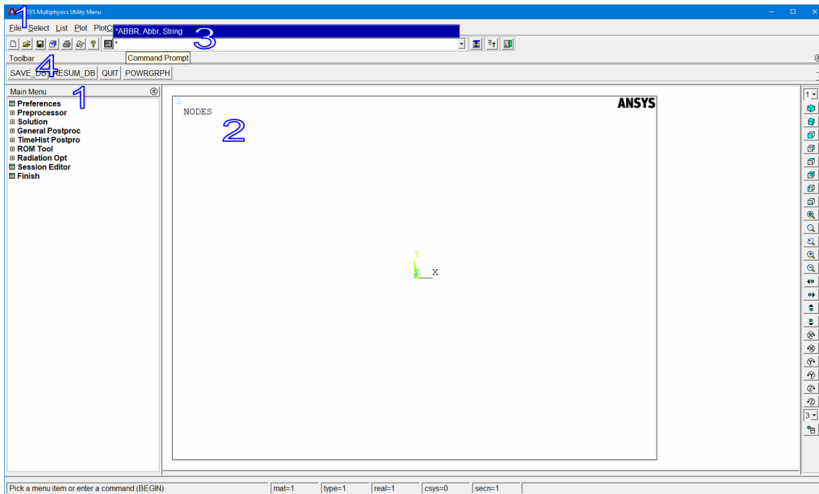 SYS Multiphysics Utility Menu
1
File Select List Plot PlotC
*ABBR, Abbr, String
3
*
Toolbar
Command Prompt
4
SAVE_DB RESUM_DB QUIT POWRGRPH
Main Menu
1
Preferences
Preprocessor
Solution
General Postproc
TimeHist Postpro
ROM Tool
Radiation Opt
Session Editor
Finish
1
NODES
ANSYS
2
Y
Z X
1
3
Pick a menu item or enter a command (BEGIN)
mat=1 type=1 real=1 csys=0 secn=1